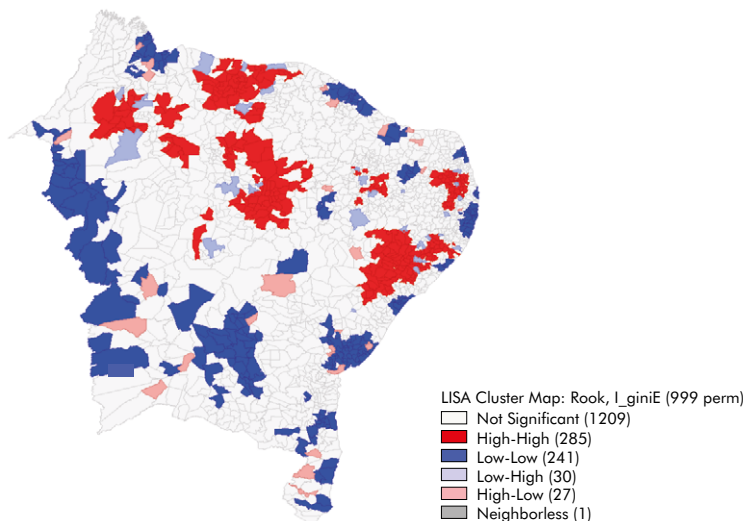 LISA Cluster Map: Rook, I_giniE (999 perm)
Not Significant (1209)
High-High (285)
Low-Low (241)
Low-High (30)
High-Low (27)
Neighborless (1)